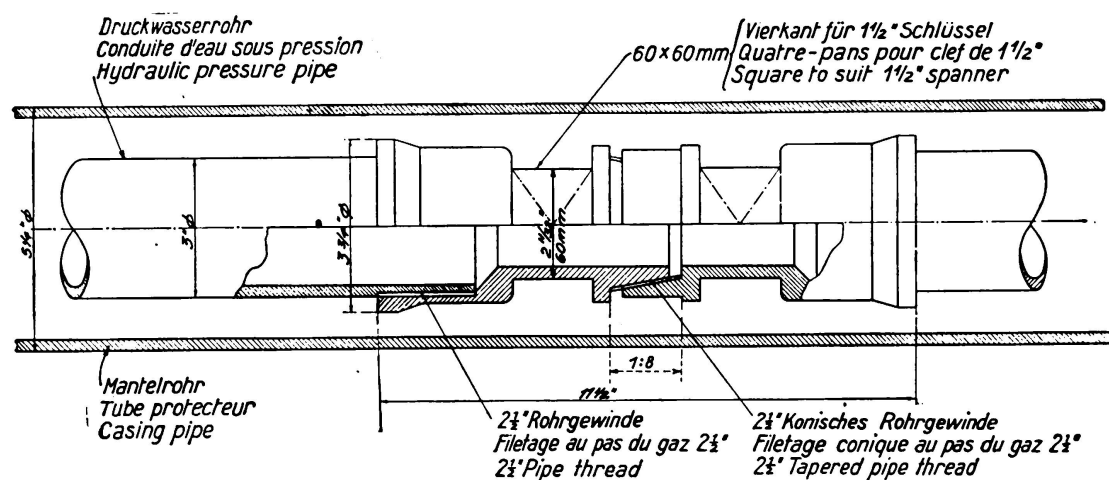 Druckwasserrohr
Conduite d'eau sous pression
Hydraulic pressure pipe
60×60mm
Vierkant für 1½" Schlüssel
Quatre-pans pour clef de 1½"
Square to suit 1½" spanner
5¼"⌀
3"⌀
3¾"⌀
60mm
1:8
11½"
Mantelrohr
Tube protecteur
Casing pipe
2½" Rohrgewinde
Filetage au pas du gaz 2½"
2½" Pipe thread
2½" Konisches Rohrgewinde
Filetage conique au pas du gaz 2½"
2½" Tapered pipe thread